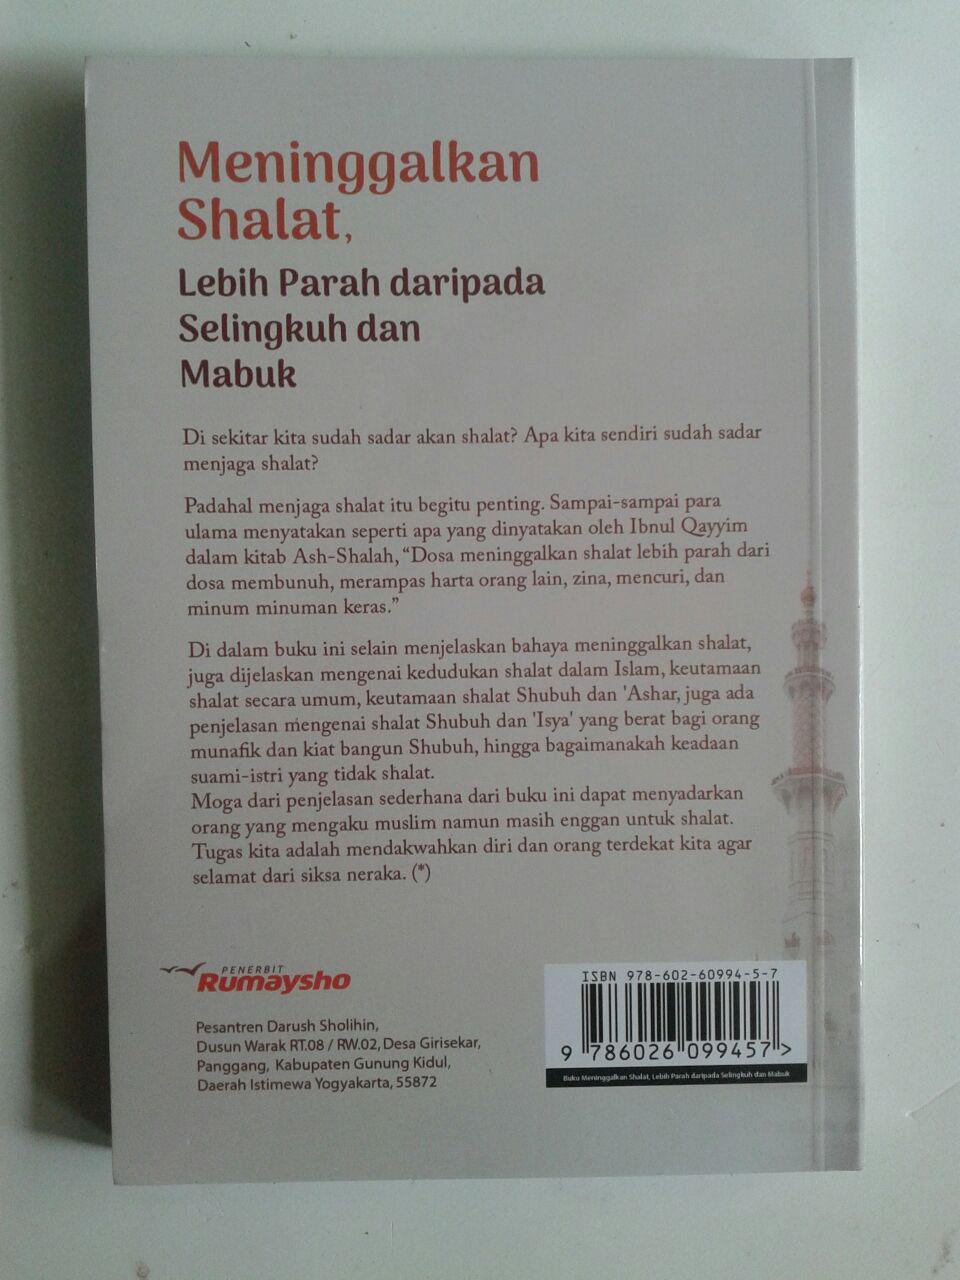 Meninggalkan
Shalat,
Lebih Parah daripada
Selingkuh dan
Mabuk
Di sekitar kita sudah sadar akan shalat? Apa kita sendiri sudah sadar
menjaga shalat?
Padahal menjaga shalat itu begitu penting. Sampai-sampai para
ulama menyatakan seperti apa yang dinyatakan oleh Ibnul Qayyim
dalam kitab Ash-Shalah, “Dosa meninggalkan shalat lebih parah dari
dosa membunuh, merampas harta orang lain, zina, mencuri, dan
minum minuman keras.”
Di dalam buku ini selain menjelaskan bahaya meninggalkan shalat,
juga dijelaskan mengenai kedudukan shalat dalam Islam, keutamaan
shalat secara umum, keutamaan shalat Shubuh dan 'Ashar, juga ada
penjelasan mengenai shalat Shubuh dan 'Isya' yang berat bagi orang
munafik dan kiat bangun Shubuh, hingga bagaimanakah keadaan
suami-istri yang tidak shalat.
Moga dari penjelasan sederhana dari buku ini dapat menyadarkan
orang yang mengaku muslim namun masih enggan untuk shalat.
Tugas kita adalah mendakwahkan diri dan orang terdekat kita agar
selamat dari siksa neraka. (*)
PENERBIT
Rumaysho
Pesantren Darush Sholihin,
Dusun Warak RT.08 / RW.02, Desa Girisekar,
Panggang, Kabupaten Gunung Kidul,
Daerah Istimewa Yogyakarta, 55872
ISBN 978-602-60994-5-7
9 786026 099457 >
Buku Meninggalkan Shalat, Lebih Parah daripada Selingkuh dan Mabuk